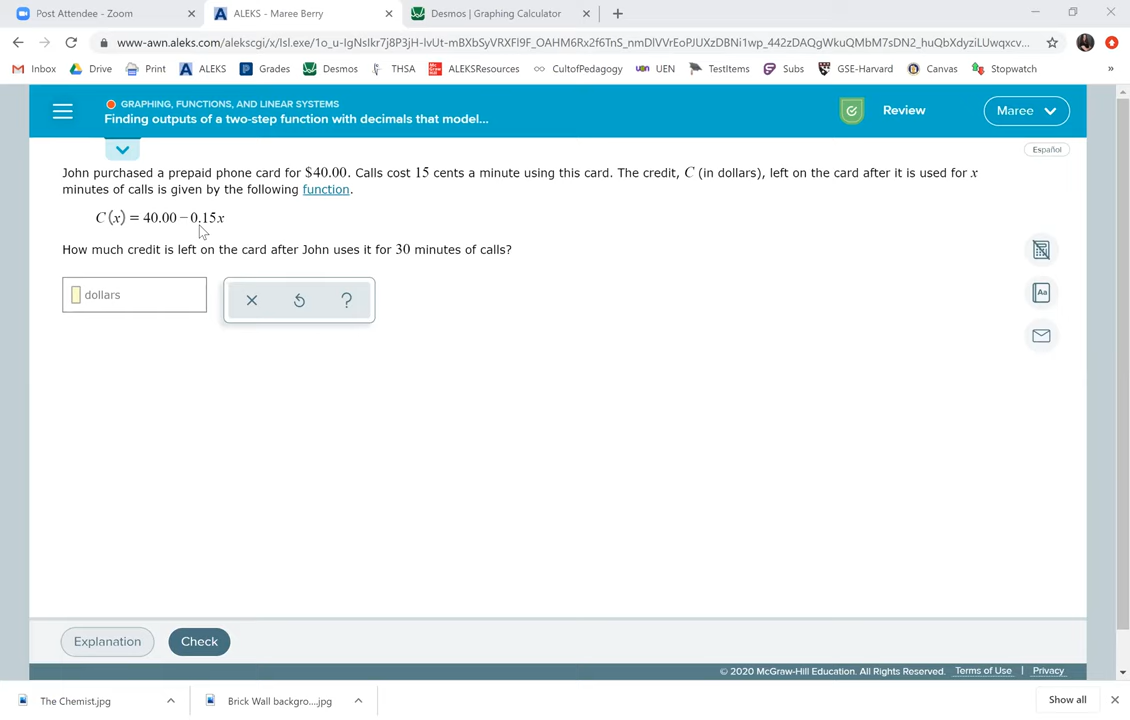 Post Attendee - Zoom
ALEKS - Maree Berry
Desmos | Graphing Calculator
www-awn.aleks.com/alekscgi/x/Isl.exe/1o_u-IgNsIkr7j8P3jH-lvUt-mBXbSyVRXFI9F_OAHM6Rx2f6TnS_nmDlVVrEoPJUXzDBNi1wp_442zDAQgWkuQMbM7sDN2_huQbXdyziLUwqxcv...
Inbox Drive Print ALEKS Grades Desmos THSA ALEKSResources CultofPedagogy UEN TestItems Subs GSE-Harvard Canvas Stopwatch »
GRAPHING, FUNCTIONS, AND LINEAR SYSTEMS
Finding outputs of a two-step function with decimals that model...
Review
Maree
Español
John purchased a prepaid phone card for $40.00. Calls cost 15 cents a minute using this card. The credit, C (in dollars), left on the card after it is used for x
minutes of calls is given by the following function.
C(x) = 40.00 − 0.15x
How much credit is left on the card after John uses it for 30 minutes of calls?
dollars
?
Aa
Explanation
Check
© 2020 McGraw-Hill Education. All Rights Reserved. Terms of Use | Privacy
The Chemist.jpg
Brick Wall backgro....jpg
Show all